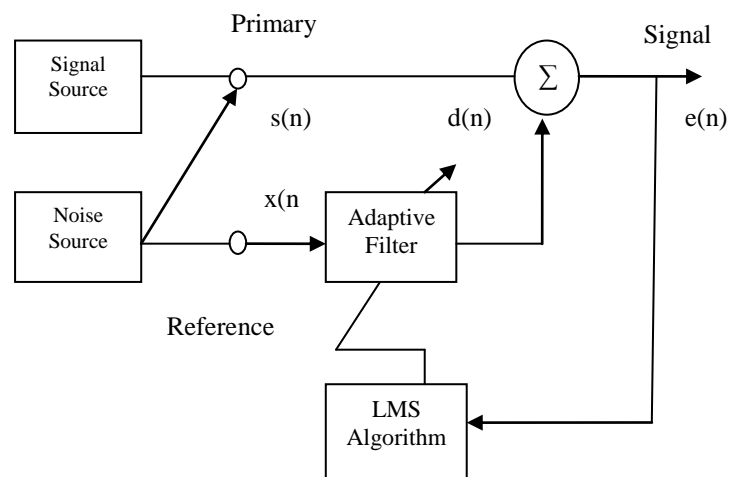 Primary
Signal
Signal
Source
∑
s(n)
d(n)
e(n)
x(n
Noise
Source
Adaptive
Filter
Reference
LMS
Algorithm